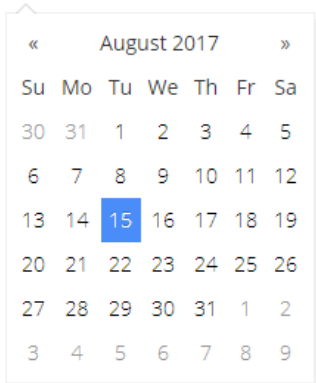 « August 2017 »
Su Mo Tu We Th Fr Sa
30 31 1 2 3 4 5
6 7 8 9 10 11 12
13 14 15 16 17 18 19
20 21 22 23 24 25 26
27 28 29 30 31 1 2
3 4 5 6 7 8 9